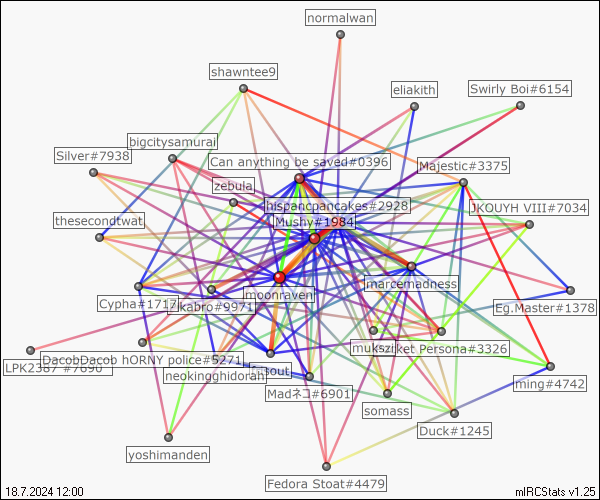 normalwan
shawntee9
eliakith
Swirly Boi#6154
bigcitysamurai
Silver#7938
Can anything be saved#0396
Majestic#3375
zebula
hispancpancakes#2928
JKOUYH VIII#7034
thesecondtwat
Mushy#1984
marcemadness
moonraven
Cypha#1717
kabro#9971
Eg.Master#1378
muksz
ket Persona#3326
DacobDacob hORNY police#5271
LPK2387 #7690
neokingghidorah
ming#4742
Madネコ#6901
somass
Duck#1245
yoshimanden
Fedora Stoat#4479
18.7.2024 12:00
mIRCStats v1.25